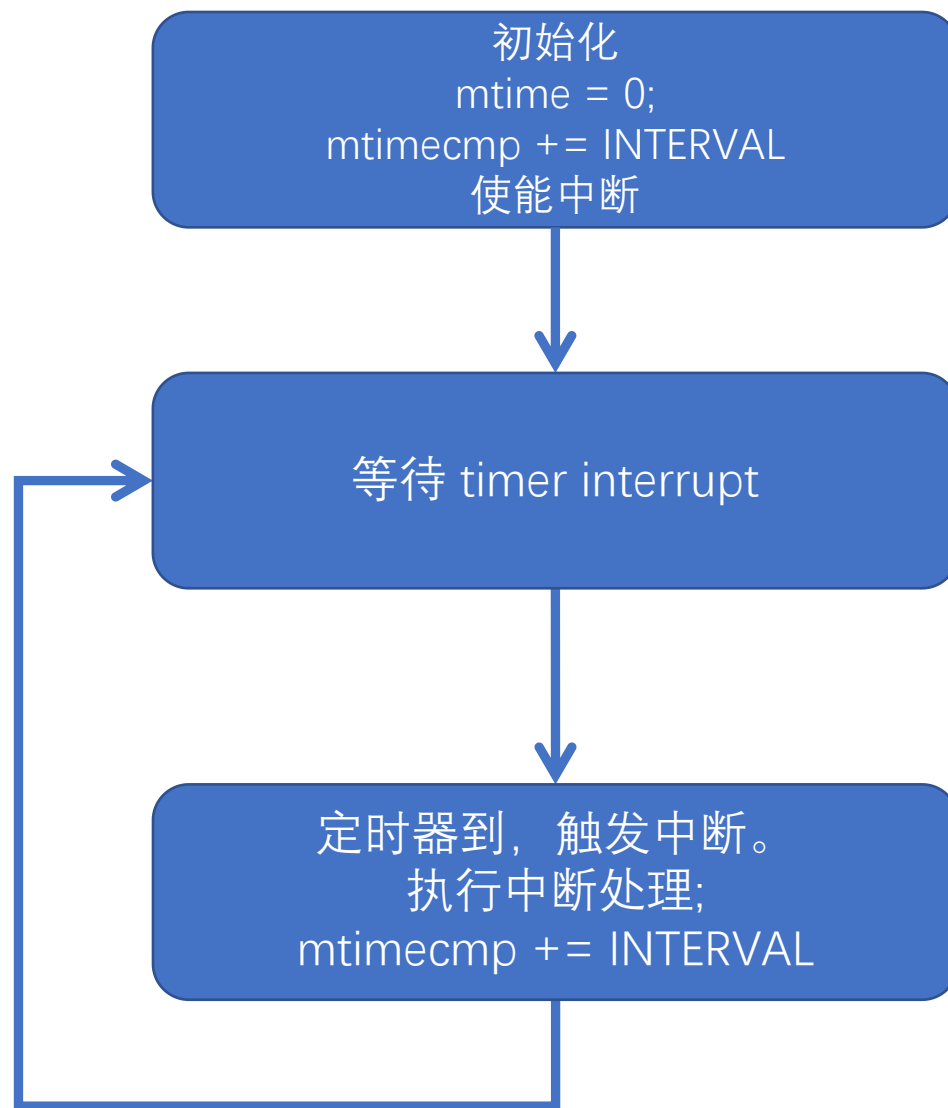 初始化
mtime = 0;
mtimecmp += INTERVAL
使能中断
等待 timer interrupt
定时器到，触发中断。
执行中断处理;
mtimecmp += INTERVAL